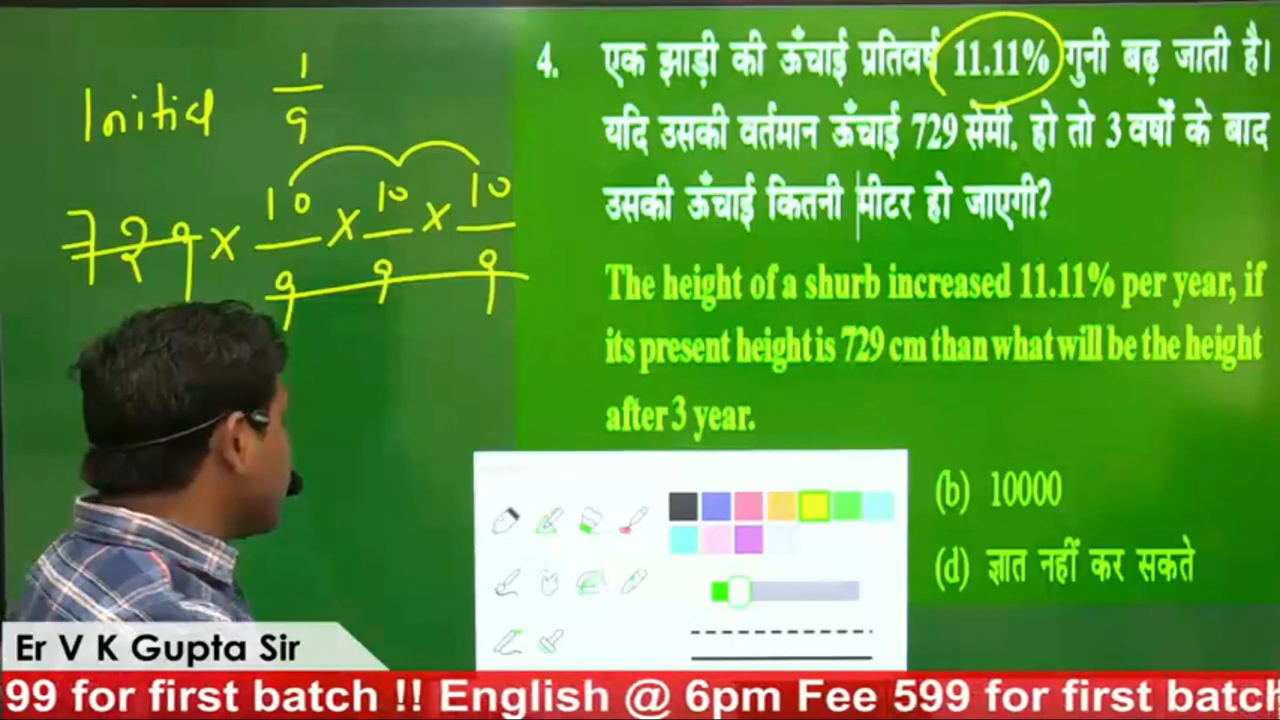 Initial 1/9
729 × 10/9 × 10/9 × 10/9
4. एक झाड़ी की ऊँचाई प्रतिवर्ष 11.11% गुनी बढ़ जाती है।
यदि उसकी वर्तमान ऊँचाई 729 सेमी. हो तो 3 वर्षों के बाद
उसकी ऊँचाई कितनी मीटर हो जाएगी?
The height of a shurb increased 11.11% per year, if
its present height is 729 cm than what will be the height
after 3 year.
(b) 10000
(d) ज्ञात नहीं कर सकते
Er V K Gupta Sir
99 for first batch !! English @ 6pm Fee 599 for first batch